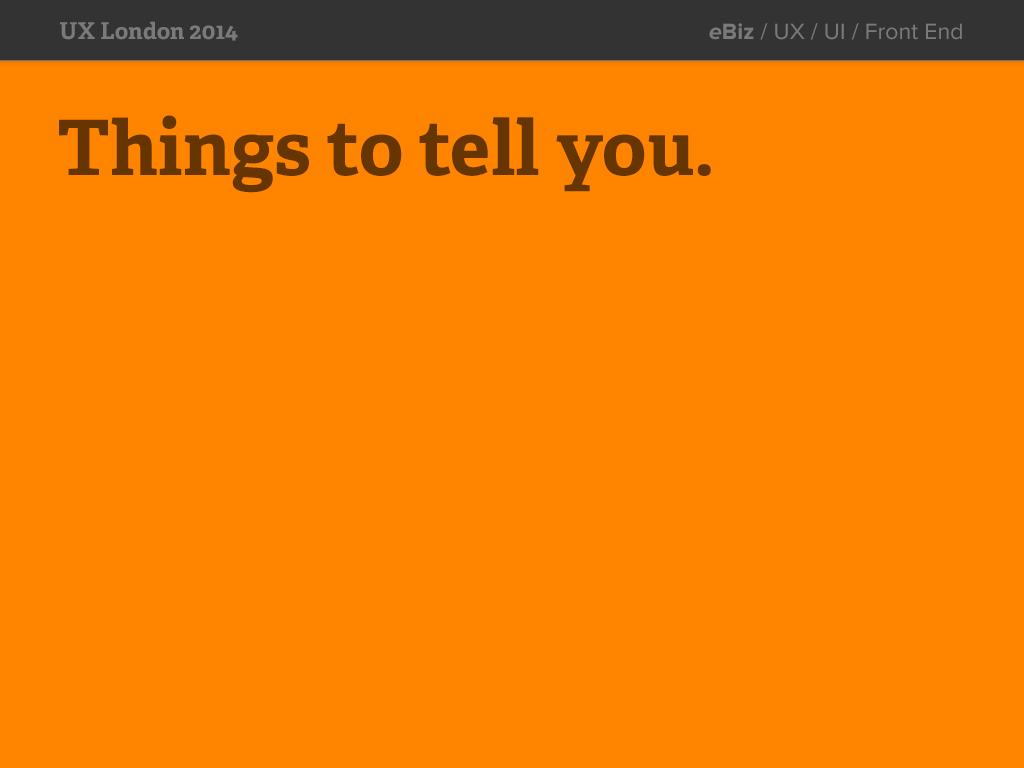 UX London 2014
eBiz / UX / UI / Front End
Things to tell you.